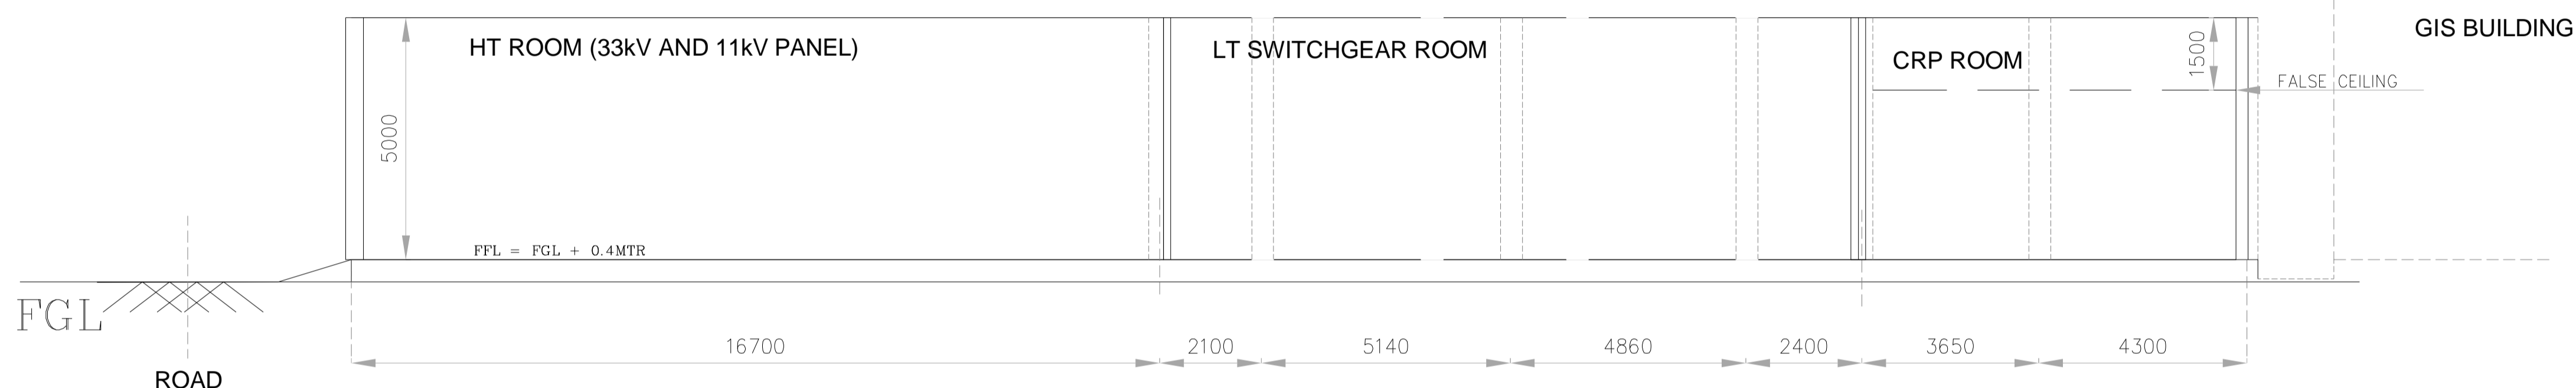 GIS BUILDING
HT ROOM (33kV AND 11kV PANEL)
LT SWITCHGEAR ROOM
CRP ROOM
1500
FALSE CEILING
5000
FFL = FGL + 0.4MTR
FGL
16700
2100
5140
4860
2400
3650
4300
ROAD